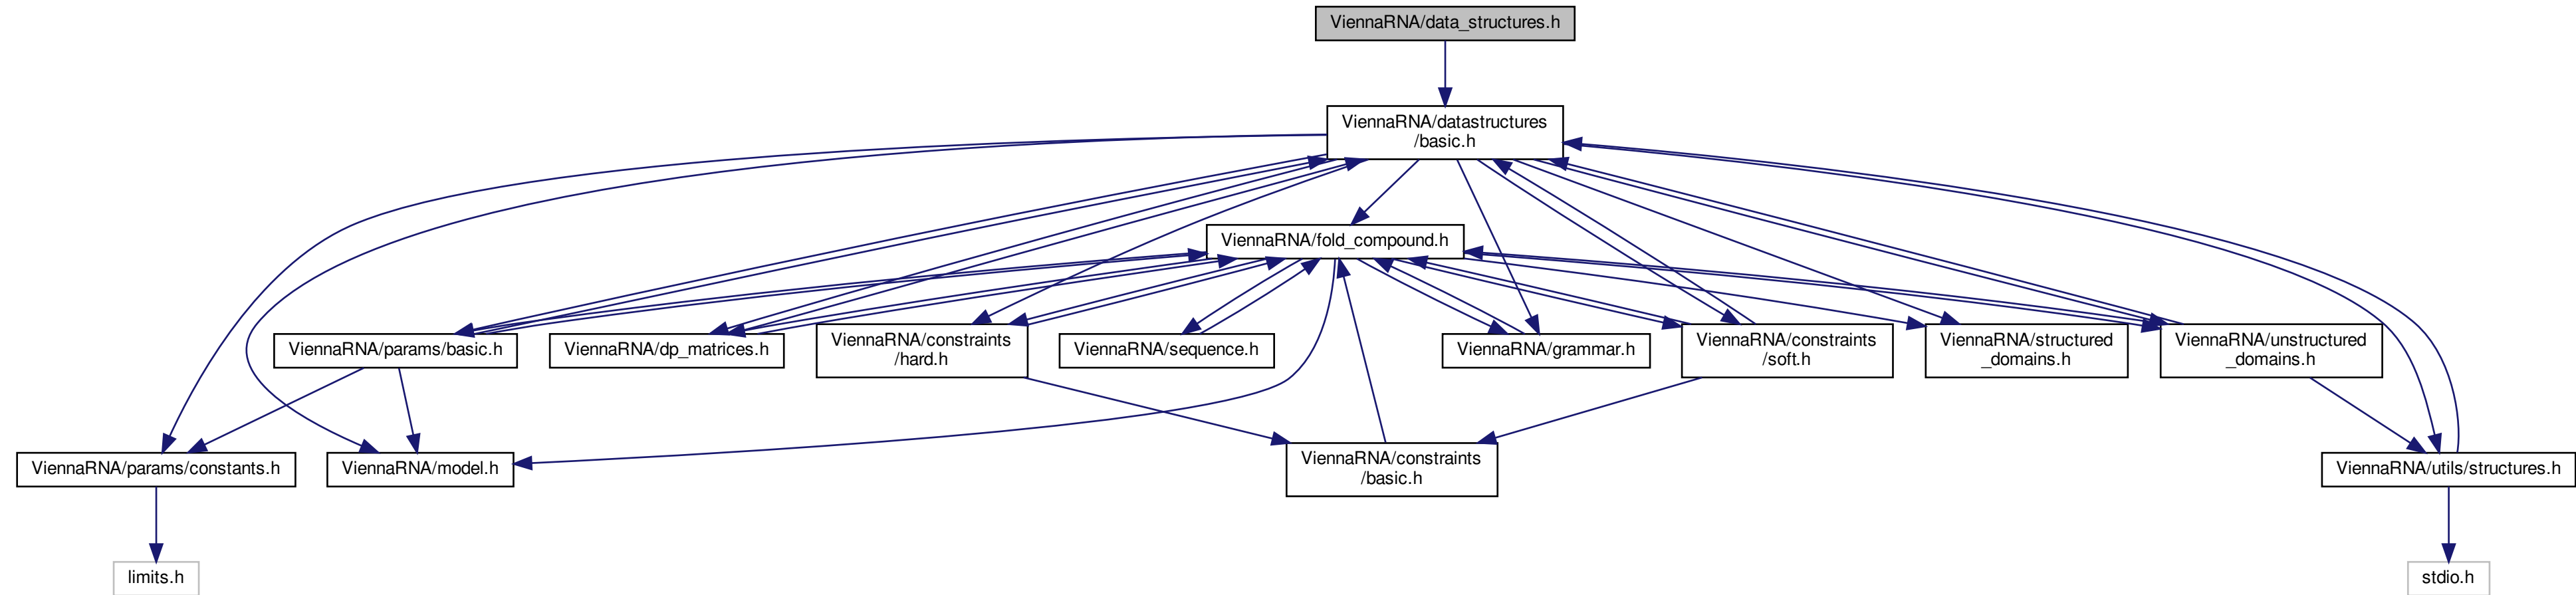 ViennaRNA/data_structures.h
ViennaRNA/datastructures
/basic.h
ViennaRNA/fold_compound.h
ViennaRNA/params/basic.h
ViennaRNA/dp_matrices.h
ViennaRNA/constraints
/hard.h
ViennaRNA/sequence.h
ViennaRNA/grammar.h
ViennaRNA/constraints
/soft.h
ViennaRNA/structured
_domains.h
ViennaRNA/unstructured
_domains.h
ViennaRNA/params/constants.h
ViennaRNA/model.h
ViennaRNA/constraints
/basic.h
ViennaRNA/utils/structures.h
limits.h
stdio.h